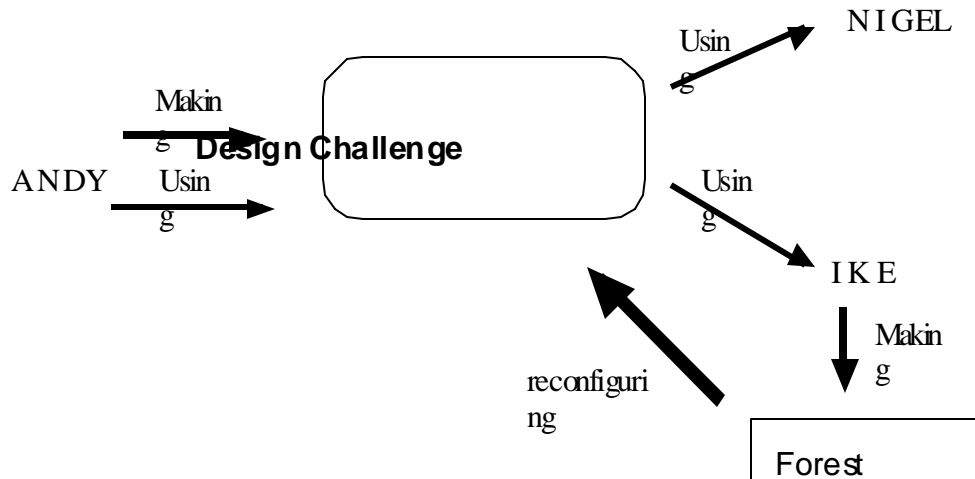 NIGEL
Usin
g
Makin
g
Design Challenge
ANDY
Usin
g
Usin
g
IKE
Makin
g
reconfiguri
ng
Forest